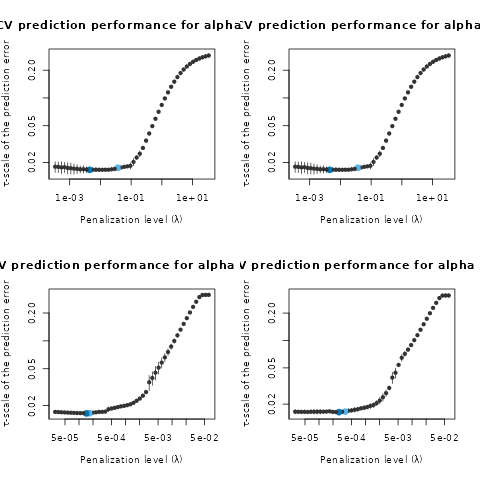 CV prediction performance for alpha
CV prediction performance for alpha
τ-scale of the prediction error
0.02 0.05 0.20
1e-03 1e-01 1e+01
Penalization level (λ)
τ-scale of the prediction error
0.02 0.05 0.20
1e-03 1e-01 1e+01
Penalization level (λ)
V prediction performance for alpha
V prediction performance for alpha
τ-scale of the prediction error
0.02 0.05 0.20
5e-05 5e-04 5e-03 5e-02
Penalization level (λ)
τ-scale of the prediction error
0.02 0.05 0.20
5e-05 5e-04 5e-03 5e-02
Penalization level (λ)